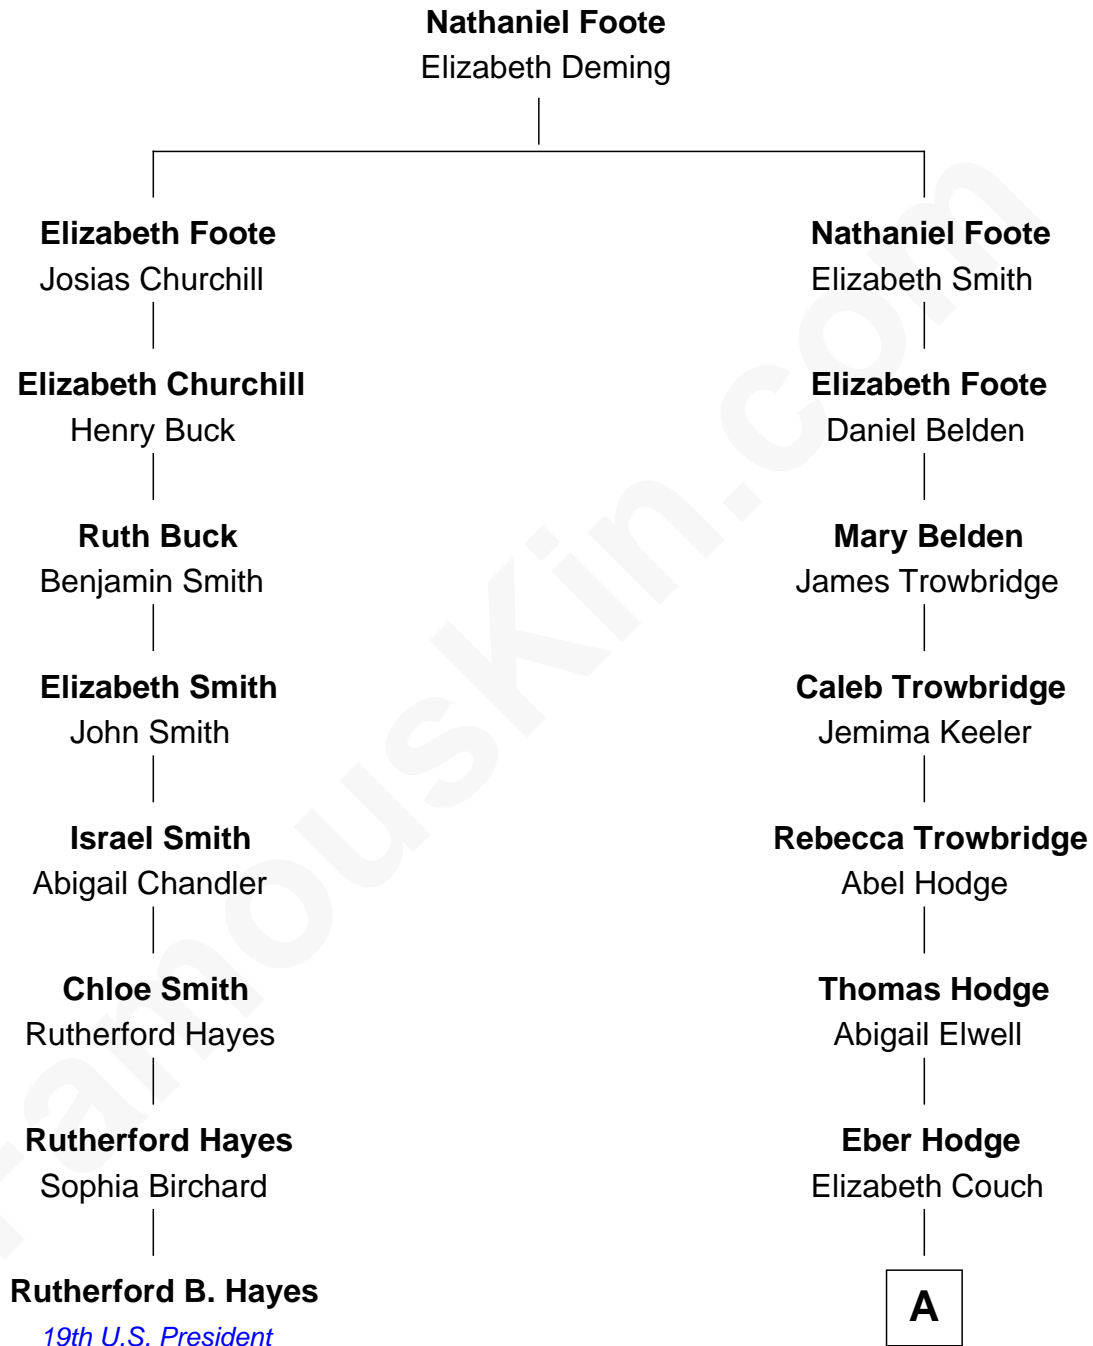 Nathaniel Foote
Elizabeth Deming
Elizabeth Foote
Josias Churchill
Elizabeth Churchill
Henry Buck
Ruth Buck
Benjamin Smith
Elizabeth Smith
John Smith
Israel Smith
Abigail Chandler
Chloe Smith
Rutherford Hayes
Rutherford Hayes
Sophia Birchard
Rutherford B. Hayes
19th U.S. President
Nathaniel Foote
Elizabeth Smith
Elizabeth Foote
Daniel Belden
Mary Belden
James Trowbridge
Caleb Trowbridge
Jemima Keeler
Rebecca Trowbridge
Abel Hodge
Thomas Hodge
Abigail Elwell
Eber Hodge
Elizabeth Couch
A
FamousKin.com